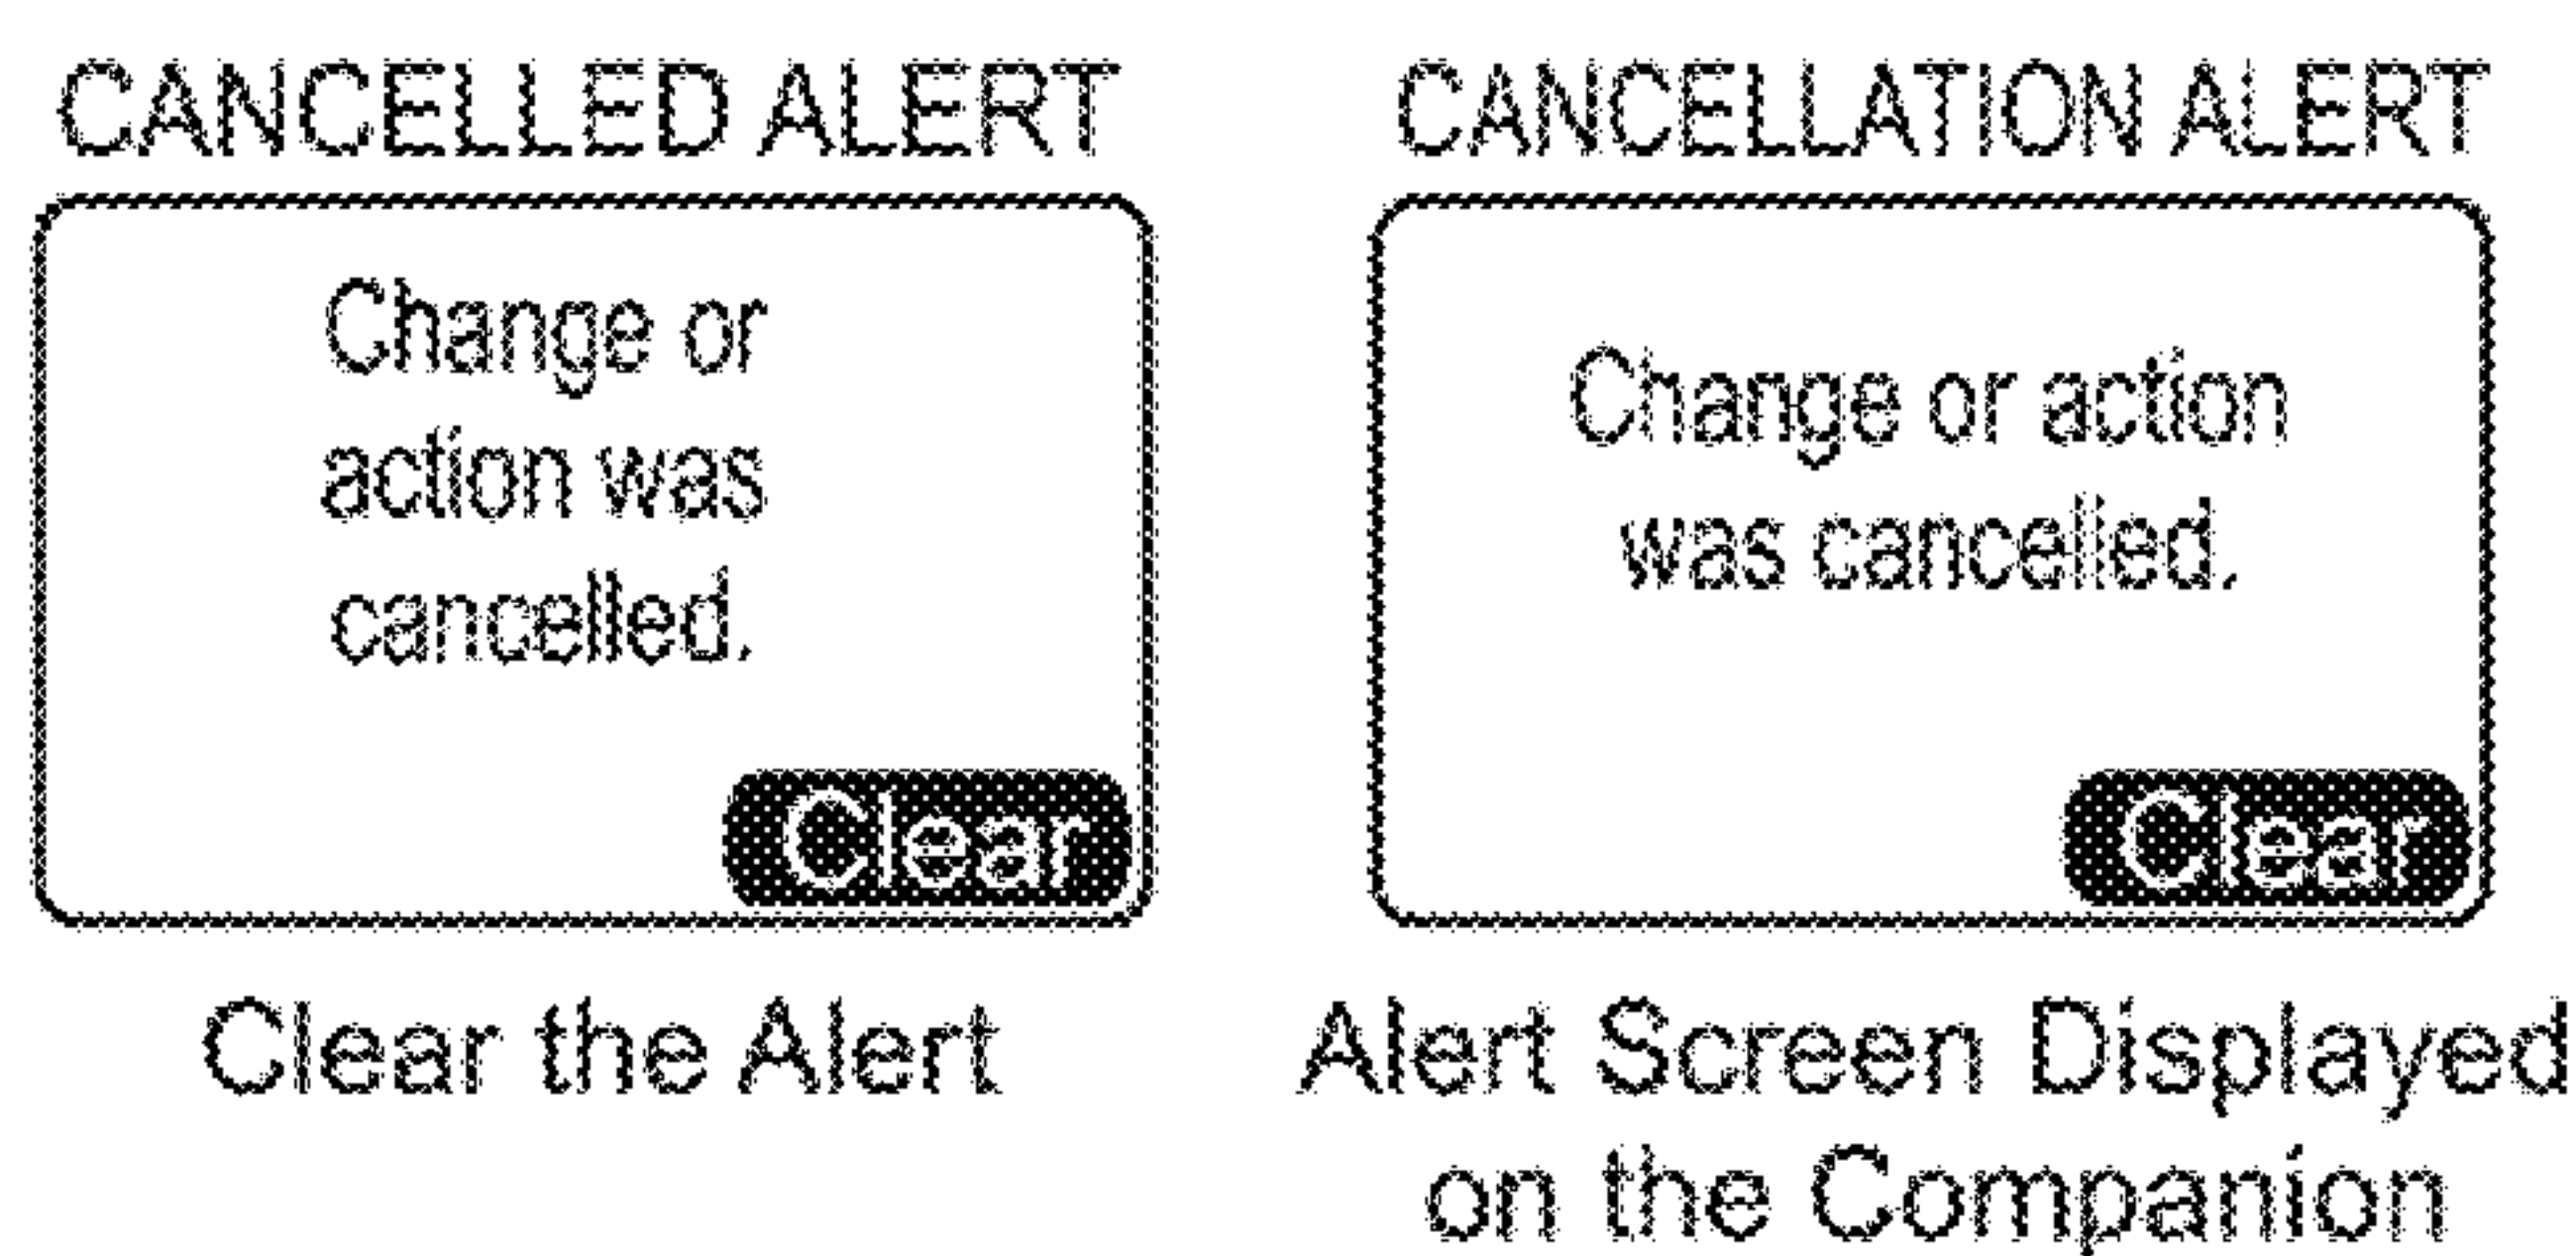 CANCELLED ALERT
Change or
action was
cancelled.
Clear
Clear the Alert
CANCELLATION ALERT
Change or action
was cancelled.
Clear
Alert Screen Displayed
on the Companion